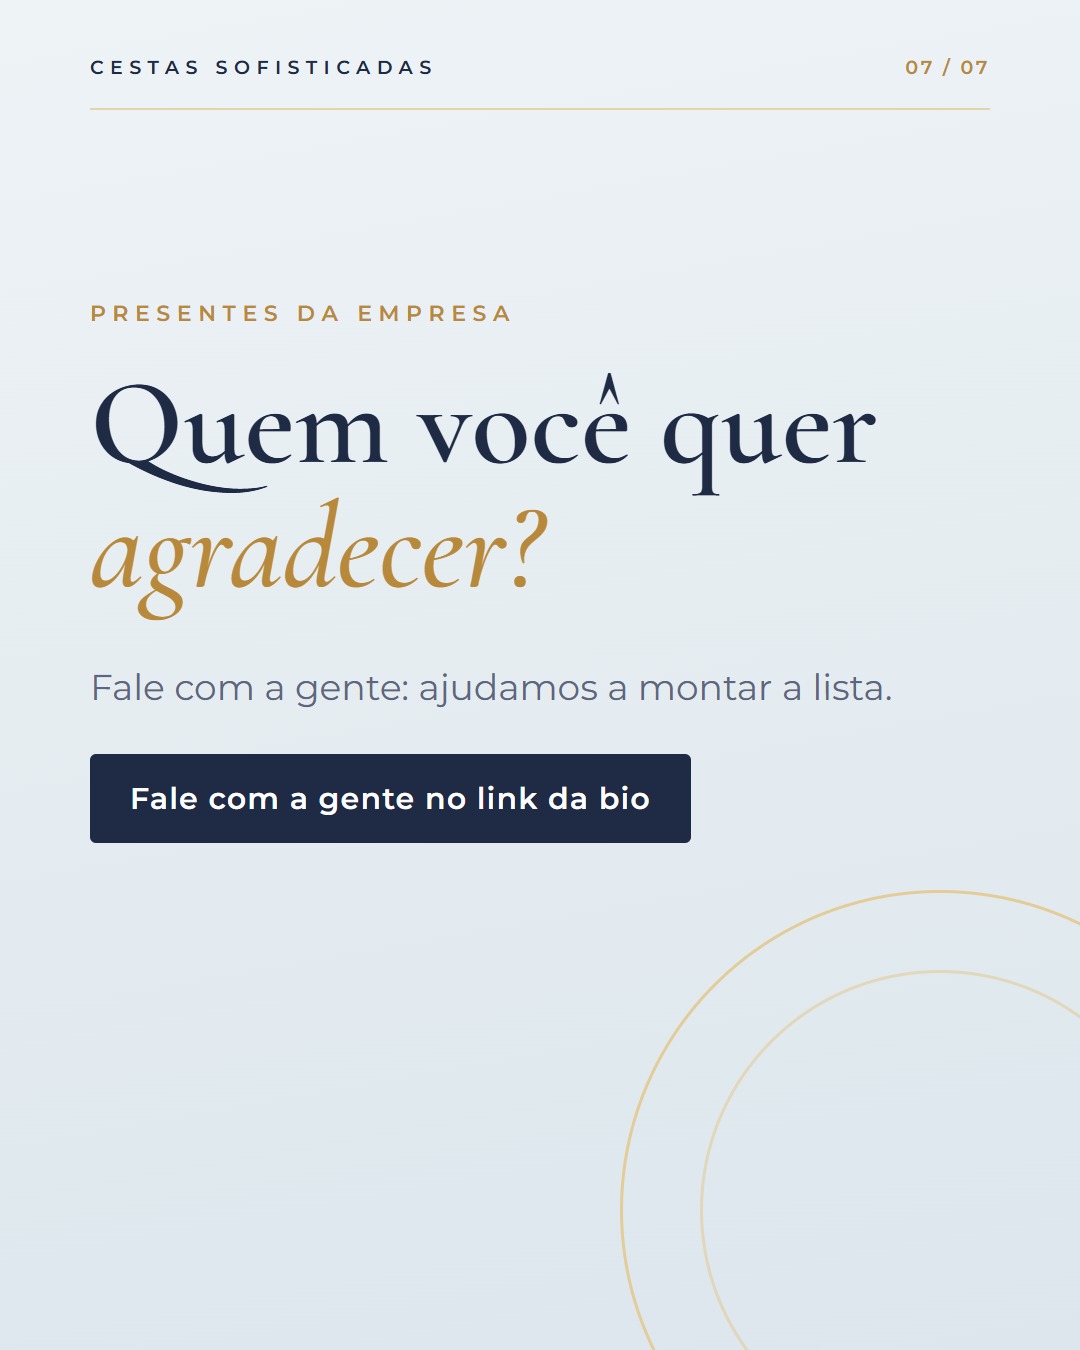 CESTAS SOFISTICADAS
07 / 07
PRESENTES DA EMPRESA
Quem você quer
agradecer?
Fale com a gente: ajudamos a montar a lista.
Fale com a gente no link da bio